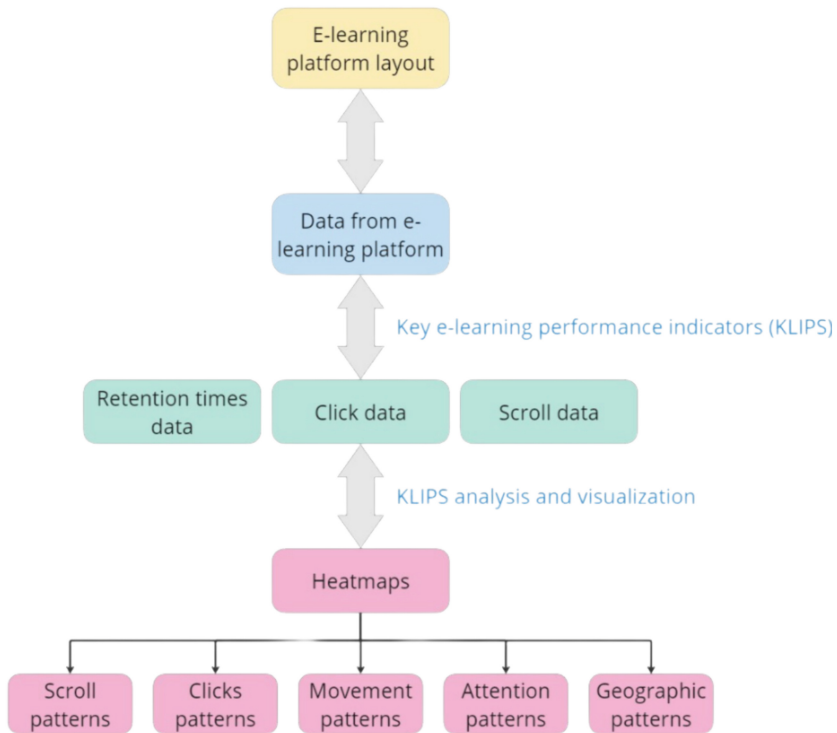 E-learning
platform layout
Data from e-
learning platform
Key e-learning performance indicators (KLIPS)
Retention times
data
Click data
Scroll data
KLIPS analysis and visualization
Heatmaps
Scroll
patterns
Clicks
patterns
Movement
patterns
Attention
patterns
Geographic
patterns